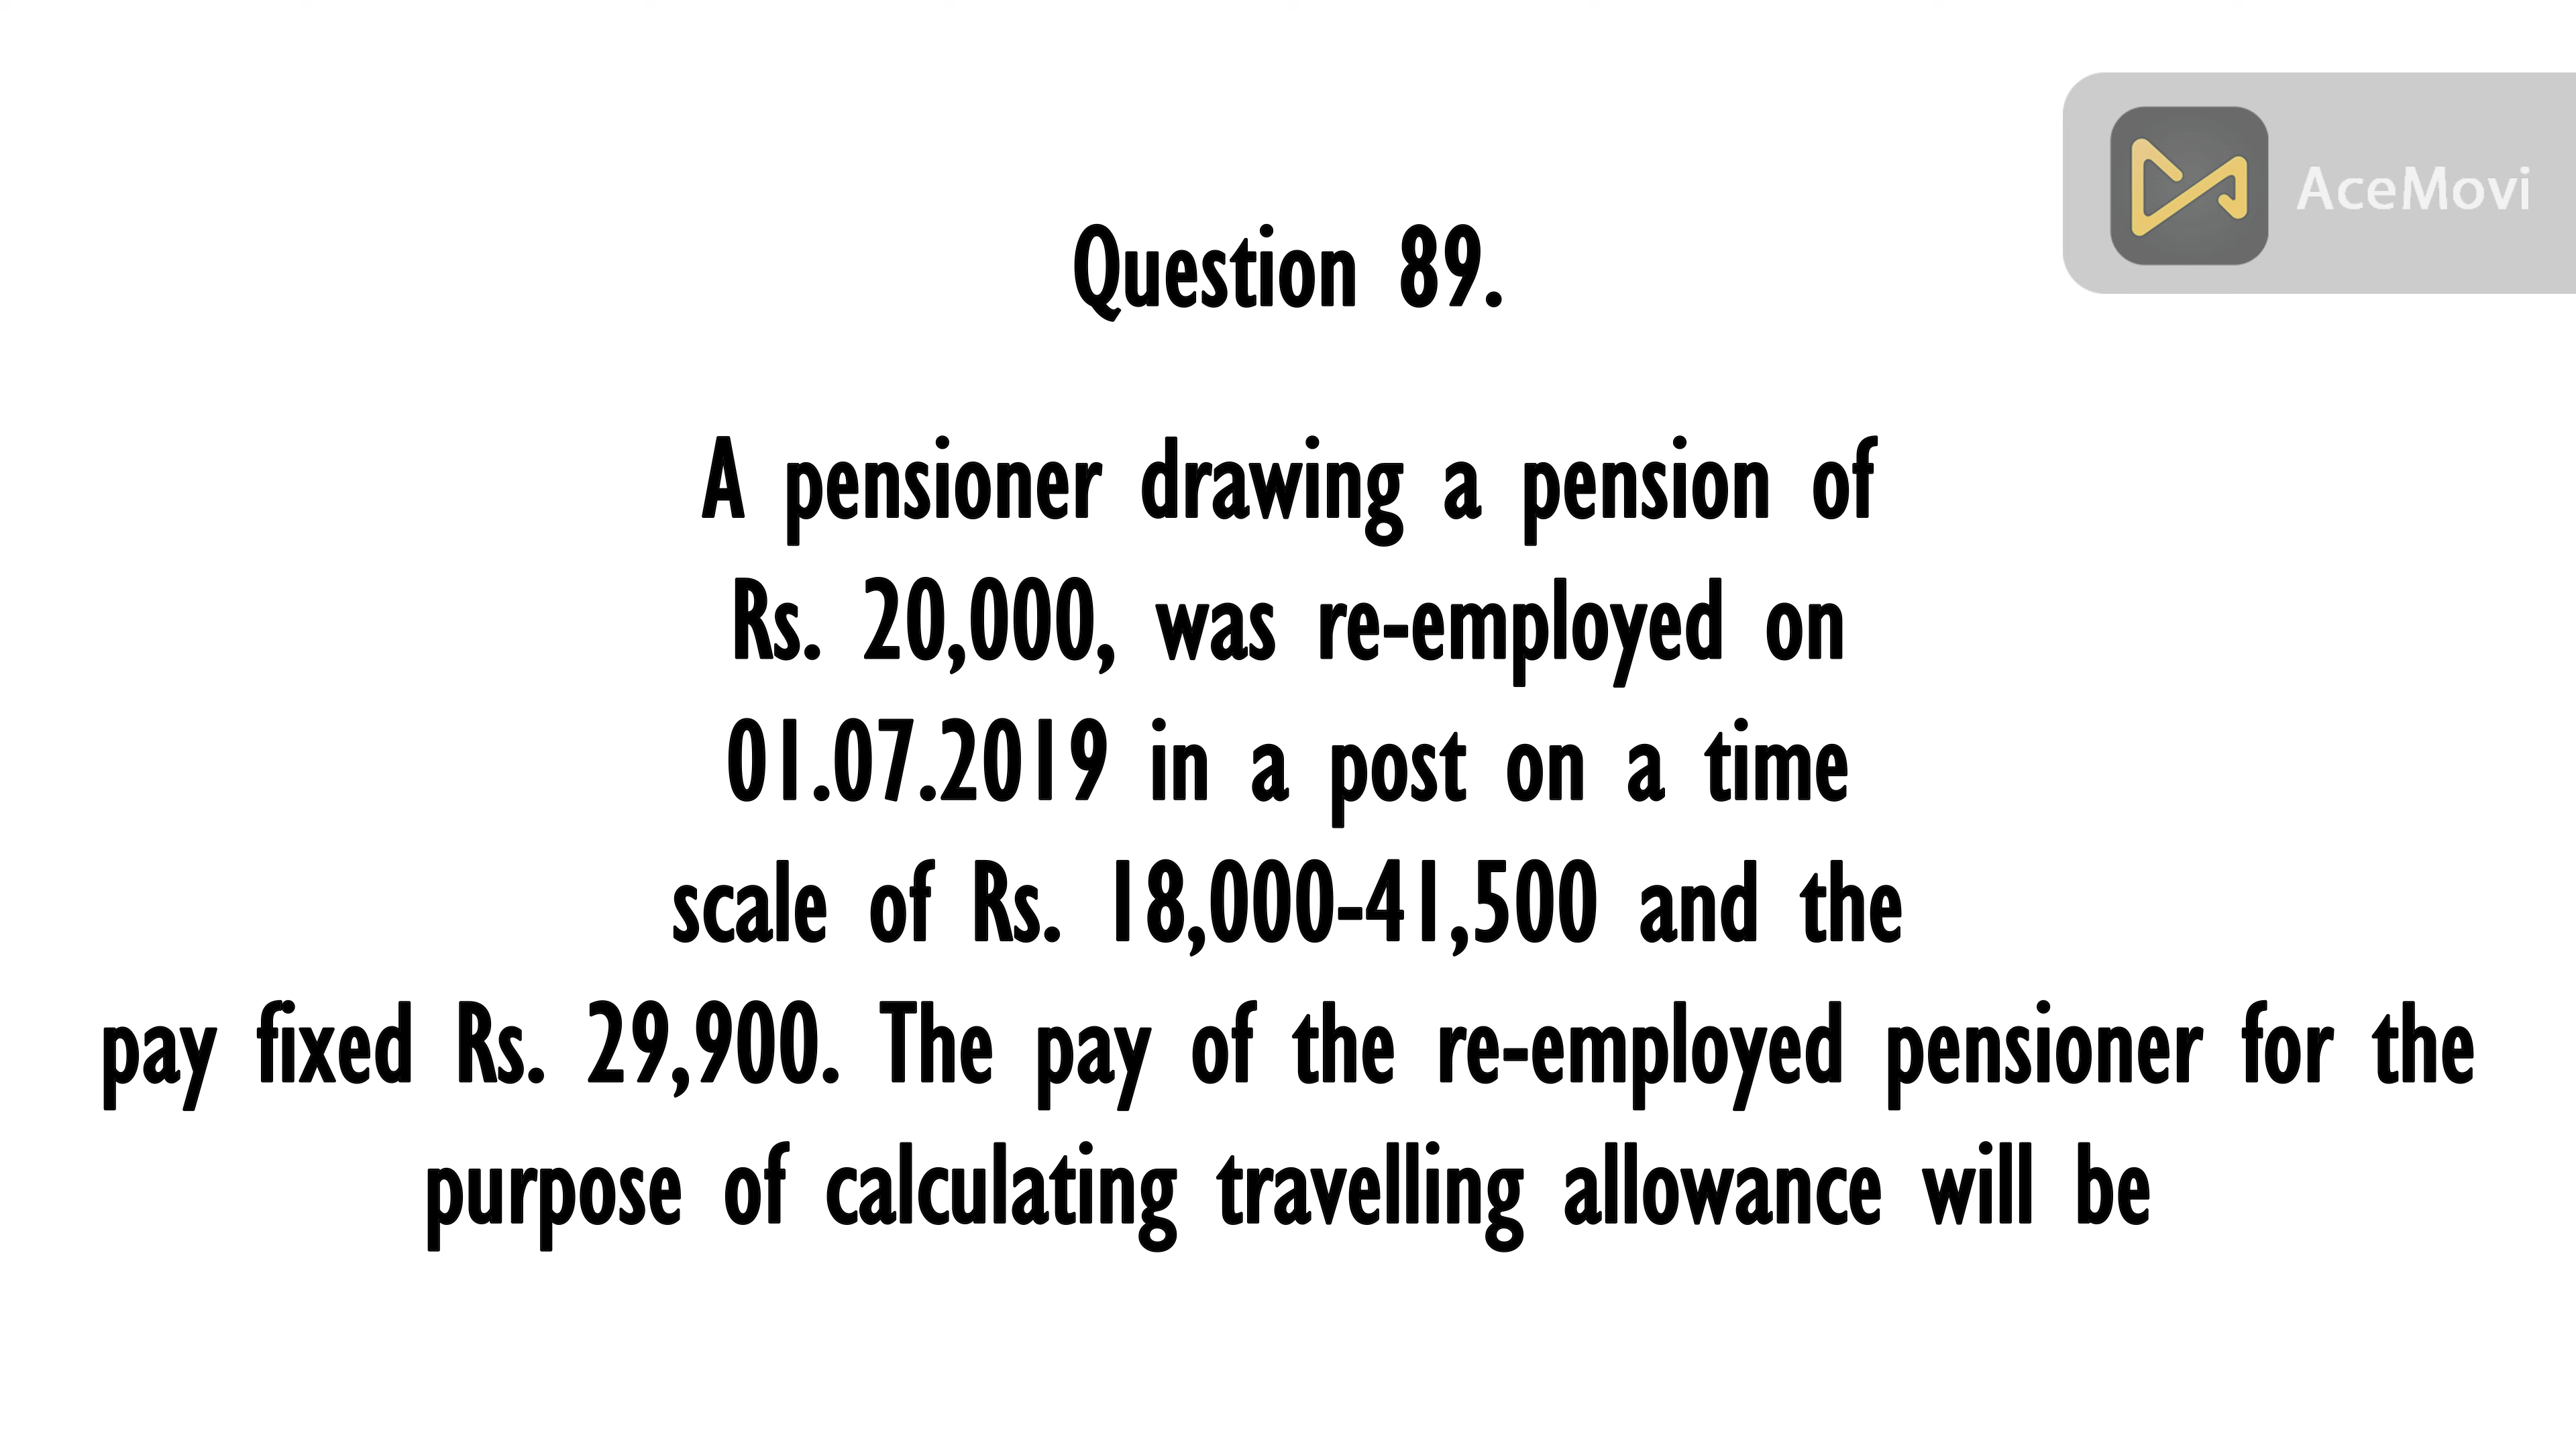 AceMovi
Question 89.
A pensioner drawing a pension of
Rs. 20,000, was re-employed on
01.07.2019 in a post on a time
scale of Rs. 18,000-41,500 and the
pay fixed Rs. 29,900. The pay of the re-employed pensioner for the
purpose of calculating travelling allowance will be